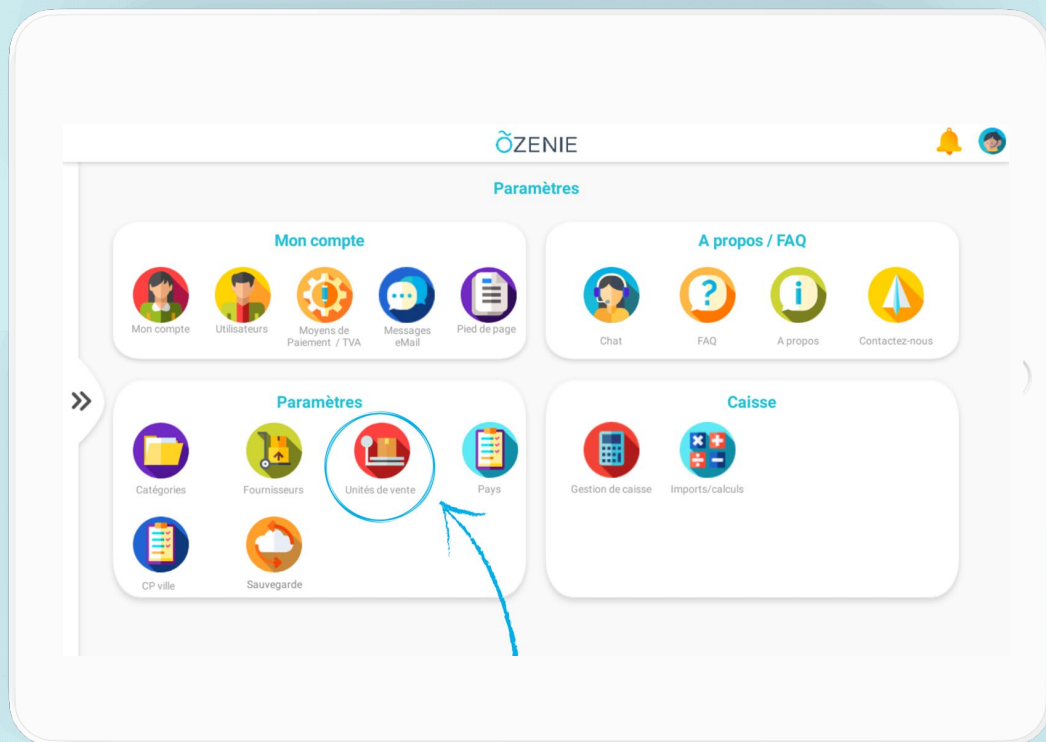 ÕZENIE
Paramètres
Mon compte
Mon compte
Utilisateurs
Moyens de
Paiement / TVA
Messages
eMail
Pied de page
A propos / FAQ
Chat
FAQ
A propos
Contactez-nous
Paramètres
Catégories
Fournisseurs
Unités de vente
Pays
CP ville
Sauvegarde
Caisse
Gestion de caisse
Imports/calculs